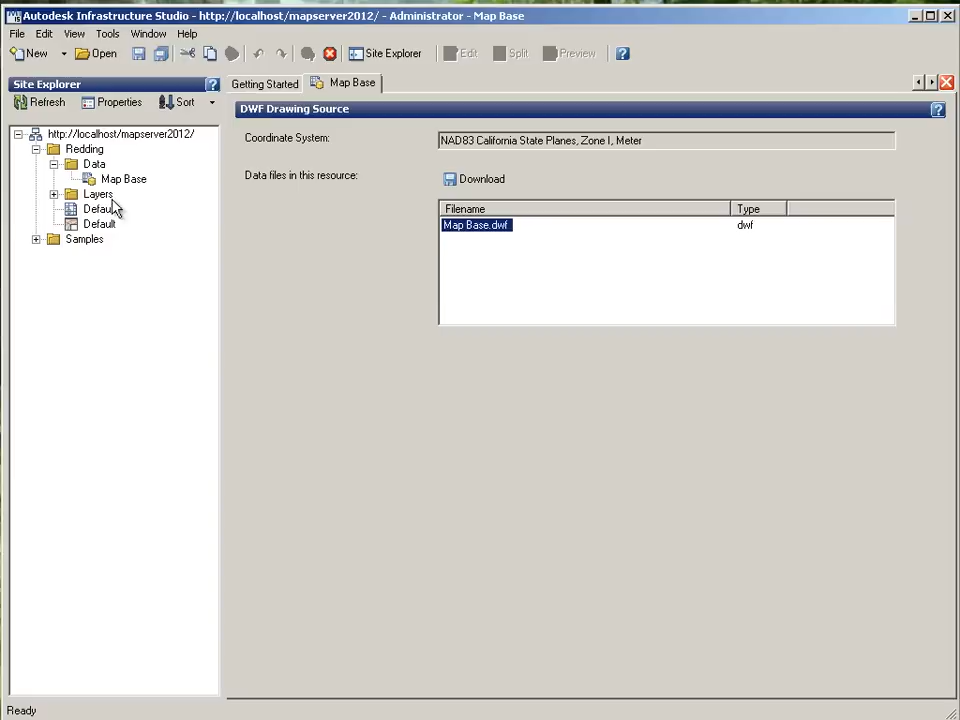 Autodesk Infrastructure Studio - http://localhost/mapserver2012/ - Administrator - Map Base
File Edit View Tools Window Help
New Open Site Explorer Edit Split Preview
Site Explorer
Getting Started Map Base
Refresh Properties Sort
DWF Drawing Source
http://localhost/mapserver2012/
Redding
Data
Map Base
Layers
Default
Samples
Coordinate System:
NAD83 California State Planes, Zone I, Meter
Data files in this resource:
Download
Filename Type
Map Base.dwf dwf
Ready